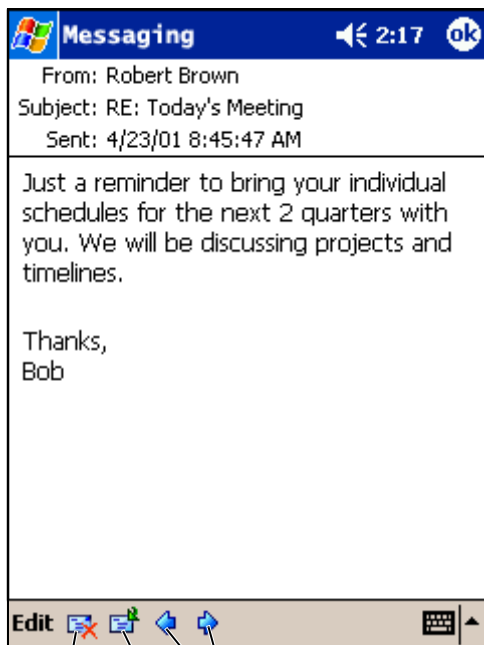 Messaging 2:17 ok
From: Robert Brown
Subject: RE: Today's Meeting
Sent: 4/23/01 8:45:47 AM
Just a reminder to bring your individual
schedules for the next 2 quarters with
you. We will be discussing projects and
timelines.
Thanks,
Bob
Edit